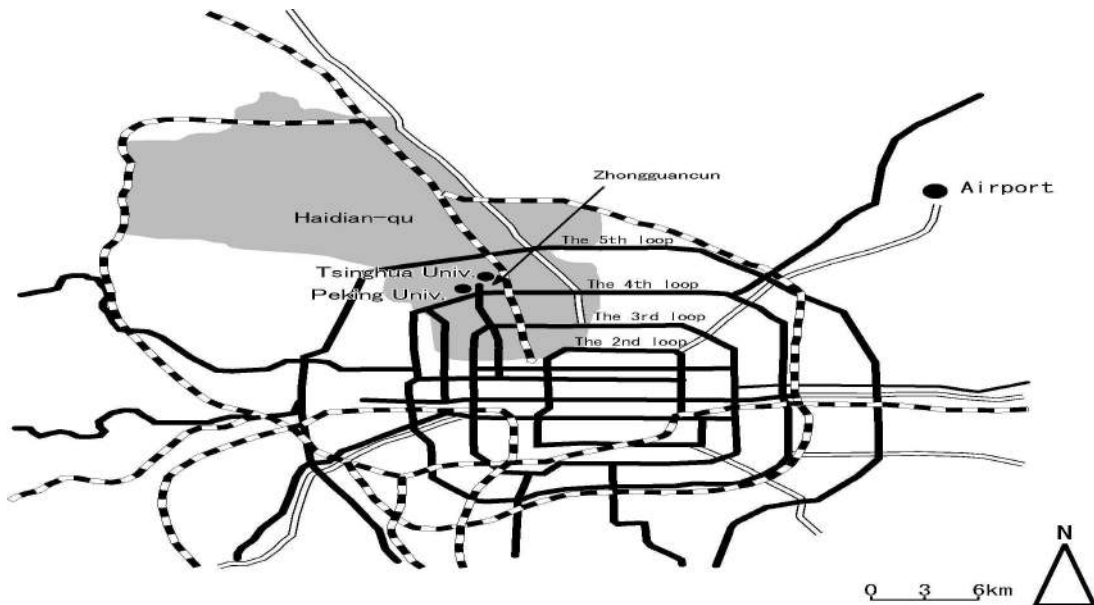 Zhongguancun
Airport
Haidian-qu
The 5th loop
Tsinghua Univ.
The 4th loop
Peking Univ.
The 3rd loop
The 2nd loop
N
0 3 6km